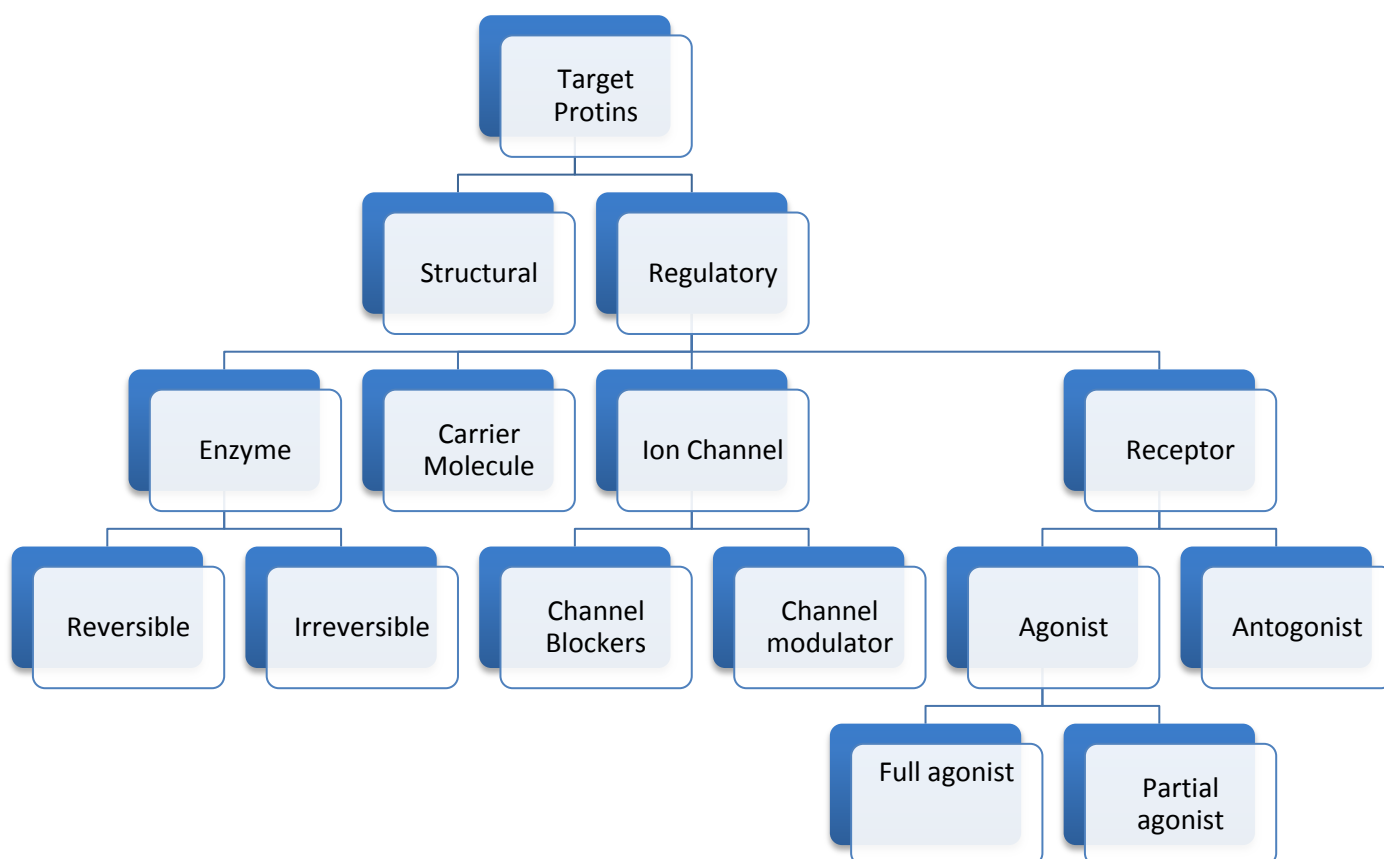 Target
Protins
Structural
Regulatory
Enzyme
Carrier
Molecule
Ion Channel
Receptor
Reversible
Irreversible
Channel
Blockers
Channel
modulator
Agonist
Antogonist
Full agonist
Partial
agonist